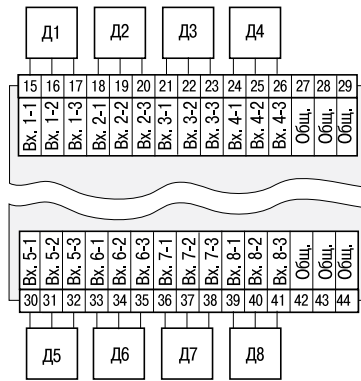 Д1 Д2 Д3 Д4
15 16 17 18 19 20 21 22 23 24 25 26 27 28 29
Вх. 1-1 Вх. 1-2 Вх. 1-3 Вх. 2-1 Вх. 2-2 Вх. 2-3 Вх. 3-1 Вх. 3-2 Вх. 3-3 Вх. 4-1 Вх. 4-2 Вх. 4-3 Общ. Общ. Общ.
Вх. 5-1 Вх. 5-2 Вх. 5-3 Вх. 6-1 Вх. 6-2 Вх. 6-3 Вх. 7-1 Вх. 7-2 Вх. 7-3 Вх. 8-1 Вх. 8-2 Вх. 8-3 Общ. Общ. Общ.
30 31 32 33 34 35 36 37 38 39 40 41 42 43 44
Д5 Д6 Д7 Д8